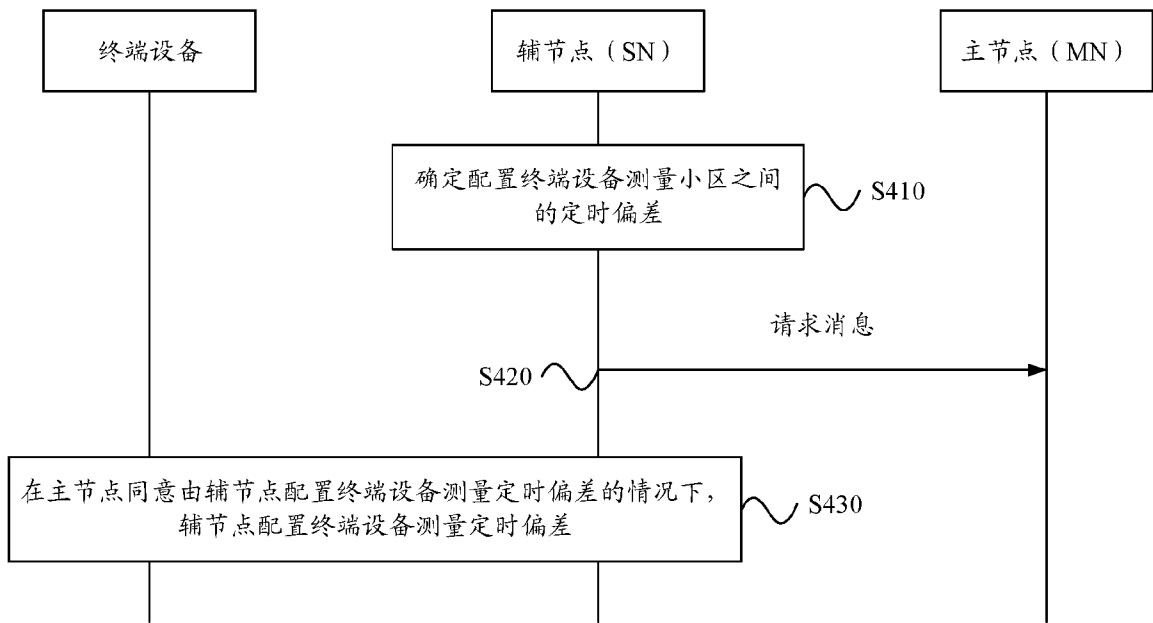 终端设备
辅节点（SN）
主节点（MN）
确定配置终端设备测量小区之间
的定时偏差
S410
请求消息
S420
在主节点同意由辅节点配置终端设备测量定时偏差的情况下，
辅节点配置终端设备测量定时偏差
S430